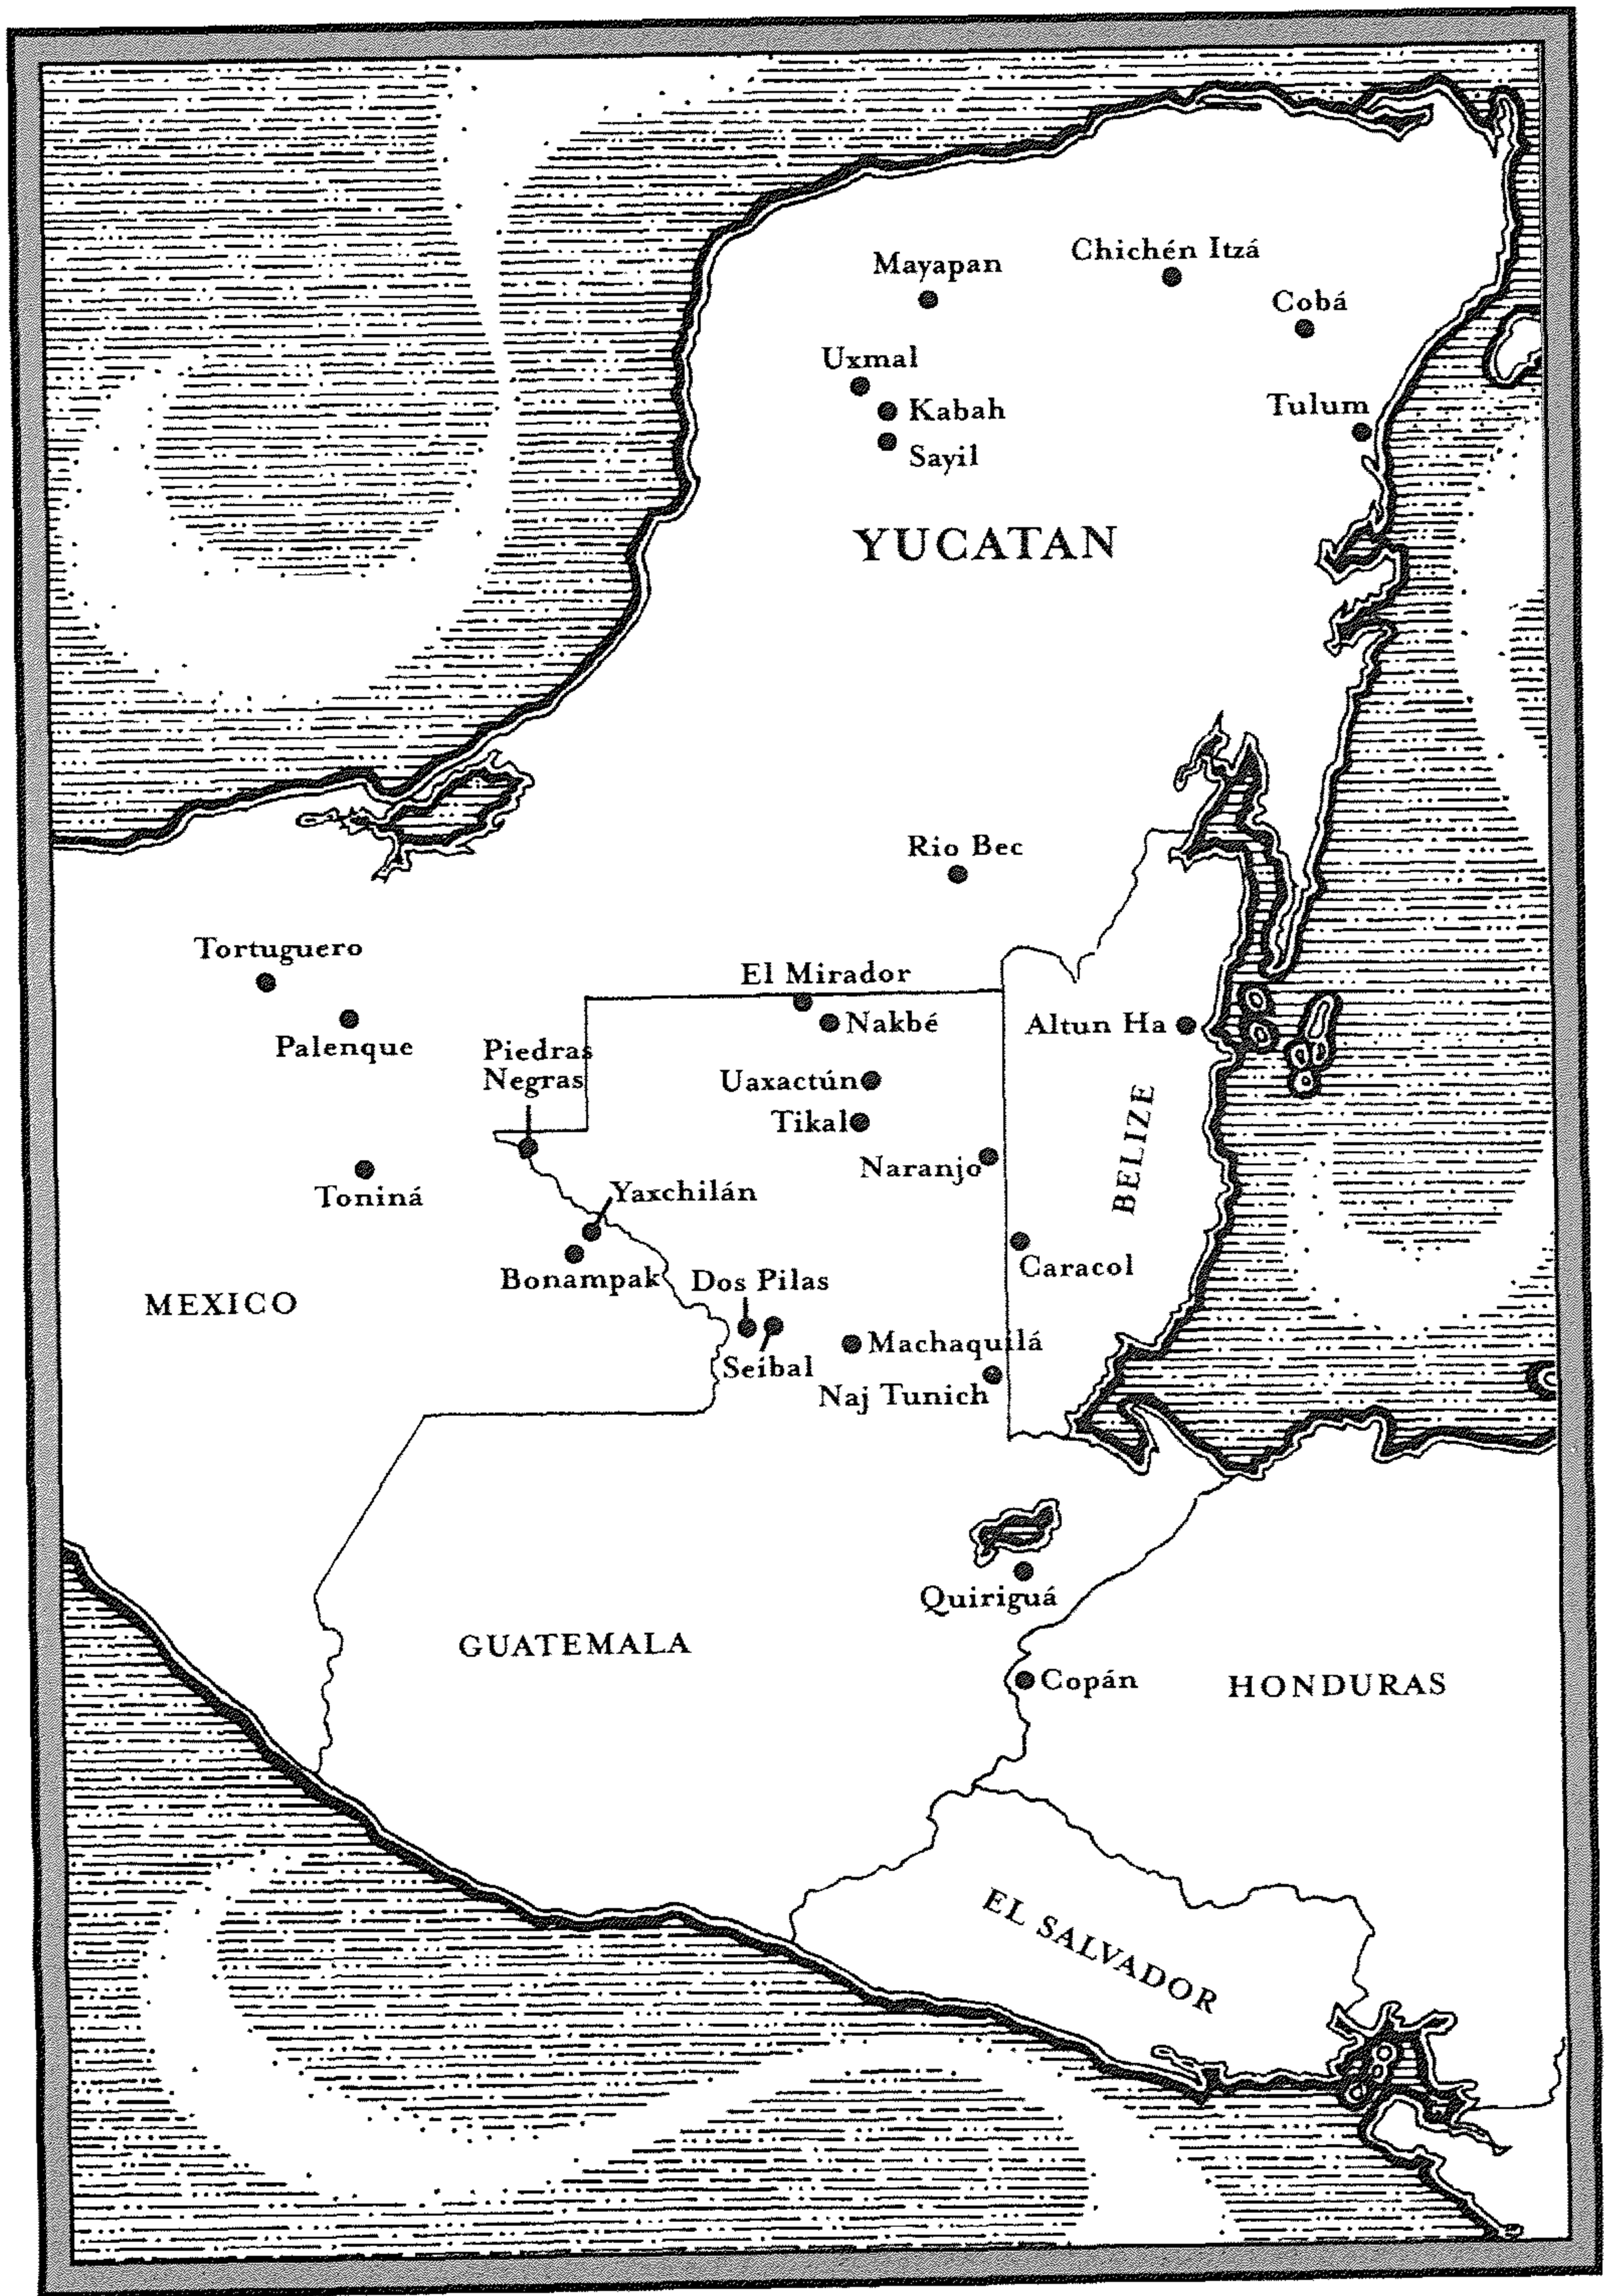 Mayapan
Chichén Itzá
Cobá
Uxmal
Kabah
Tulum
Sayil
YUCATAN
Rio Bec
Tortuguero
El Mirador
Nakbé
Altun Ha
Palenque
Piedras
Negras
Uaxactún
Tikal
Naranjo
BELIZE
Toniná
Yaxchilán
Caracol
Bonampak
Dos Pilas
MEXICO
Machaquilá
Seibal
Naj Tunich
Quiriguá
GUATEMALA
Copán
HONDURAS
EL SALVADOR